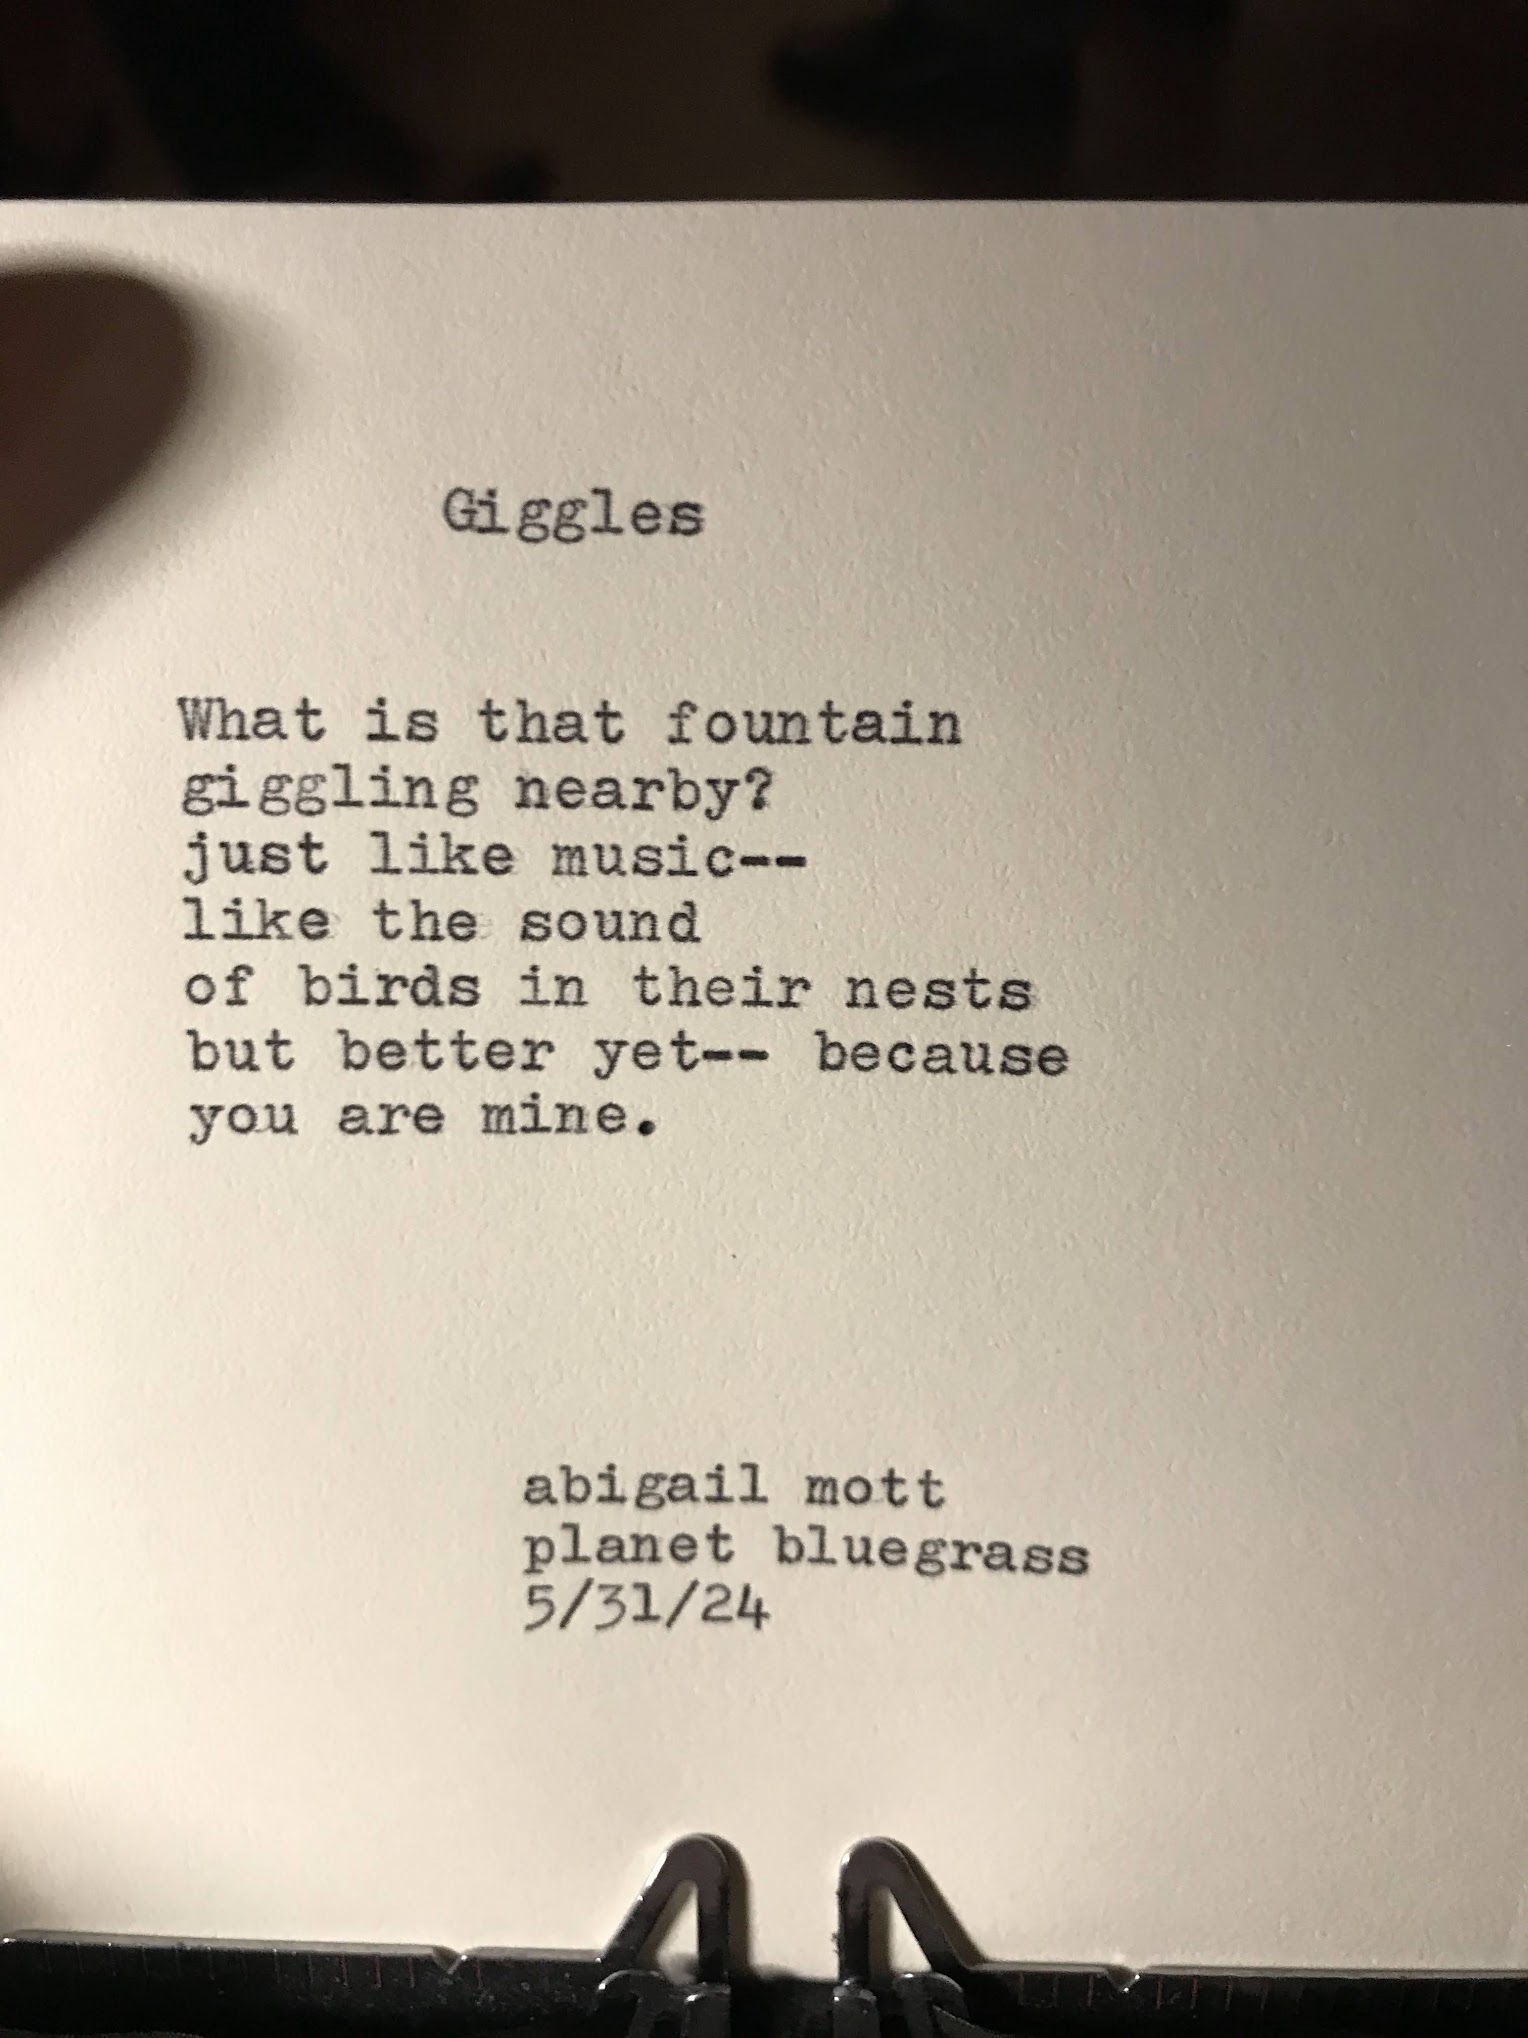 Giggles
What is that fountain
giggling nearby?
just like music--
like the sound
of birds in their nests
but better yet-- because
you are mine.
abigail mott
planet bluegrass
5/31/24